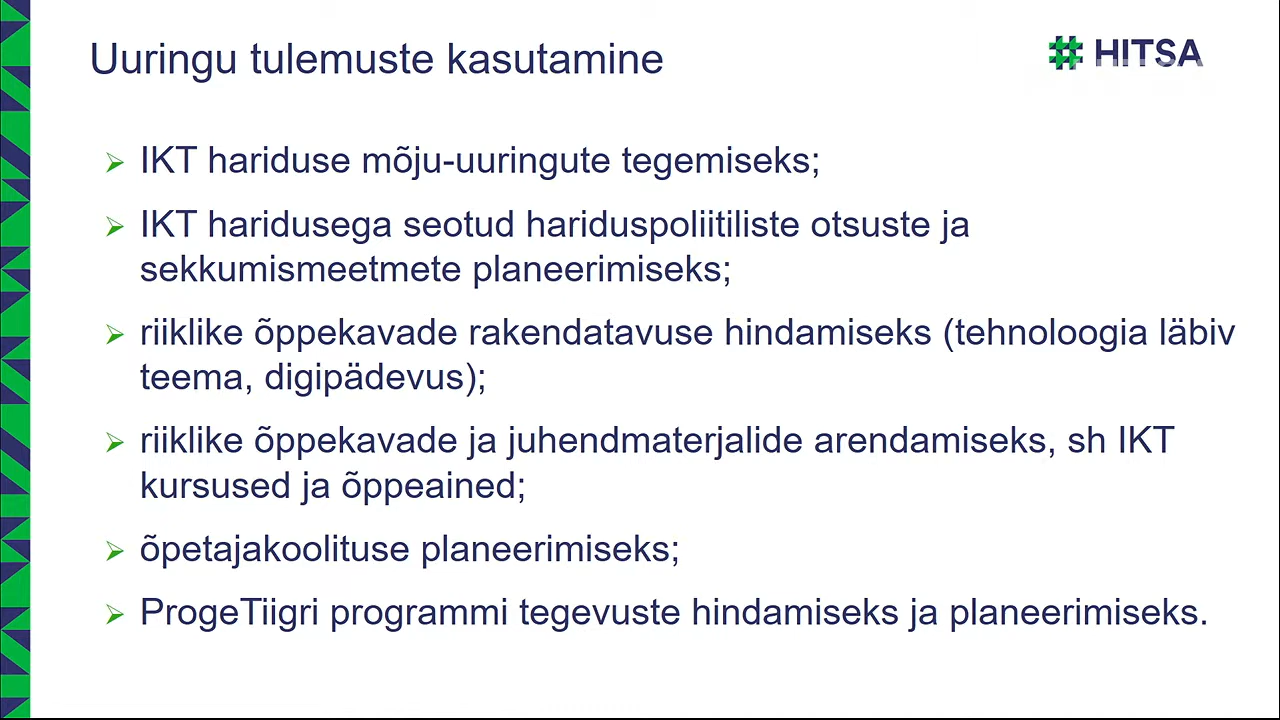 Uuringu tulemuste kasutamine
HITSA
IKT hariduse mõju-uuringute tegemiseks;
IKT haridusega seotud hariduspoliitiliste otsuste ja
sekkumismeetmete planeerimiseks;
riiklike õppekavade rakendatavuse hindamiseks (tehnoloogia läbiv
teema, digipädevus);
riiklike õppekavade ja juhendmaterjalide arendamiseks, sh IKT
kursused ja õppeained;
õpetajakoolituse planeerimiseks;
ProgeTiigri programmi tegevuste hindamiseks ja planeerimiseks.